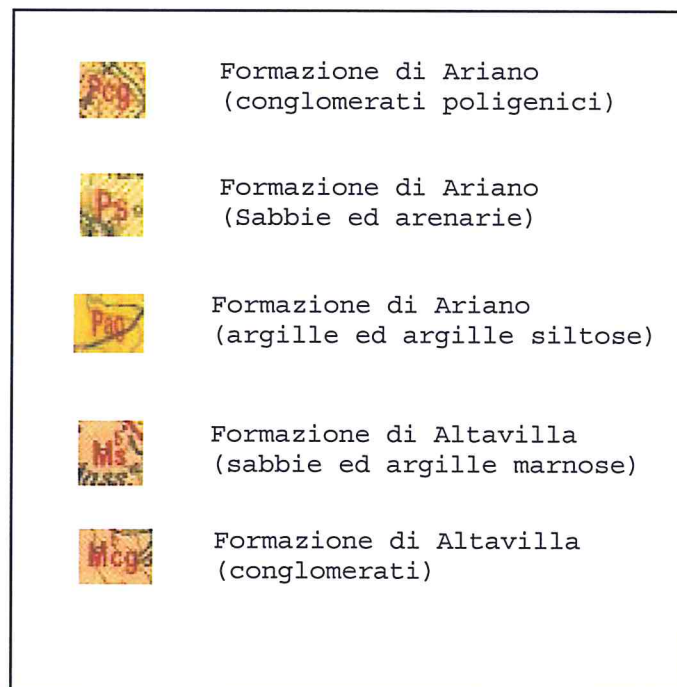 Pcg
Formazione di Ariano
(conglomerati poligenici)
Ps
Formazione di Ariano
(Sabbie ed arenarie)
Pag
Formazione di Ariano
(argille ed argille siltose)
Ms
5
Formazione di Altavilla
(sabbie ed argille marnose)
Mcg
Formazione di Altavilla
(conglomerati)